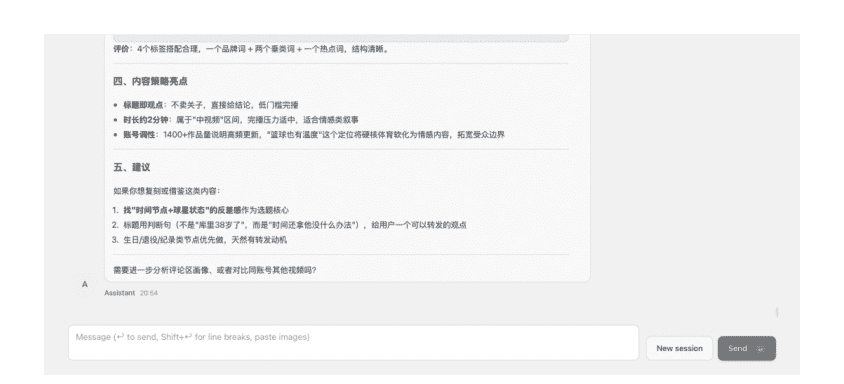 评价：4个标签搭配合理，一个品牌词 + 两个垂类词 + 一个热点词，结构清晰。
四、内容策略亮点
• 标题即观点：不卖关子，直接给结论，低门槛完播
• 时长约2分钟：属于"中视频"区间，完播压力适中，适合情感类叙事
• 账号调性：1400+作品量说明高频更新，"篮球也有温度"这个定位将硬核体育软化为情感内容，拓宽受众边界
五、建议
如果你想复刻或借鉴这类内容：
1. 找"时间节点+球星状态"的反差感作为选题核心
2. 标题用判断句（不是"库里38岁了"，而是"时间还拿他没什么办法"），给用户一个可以转发的观点
3. 生日/退役/纪录类节点优先做，天然有转发动机
需要进一步分析评论区画像、或者对比同账号其他视频吗？
A
Assistant 20:54
Message (↵ to send, Shift+↵ for line breaks, paste images)
New session
Send